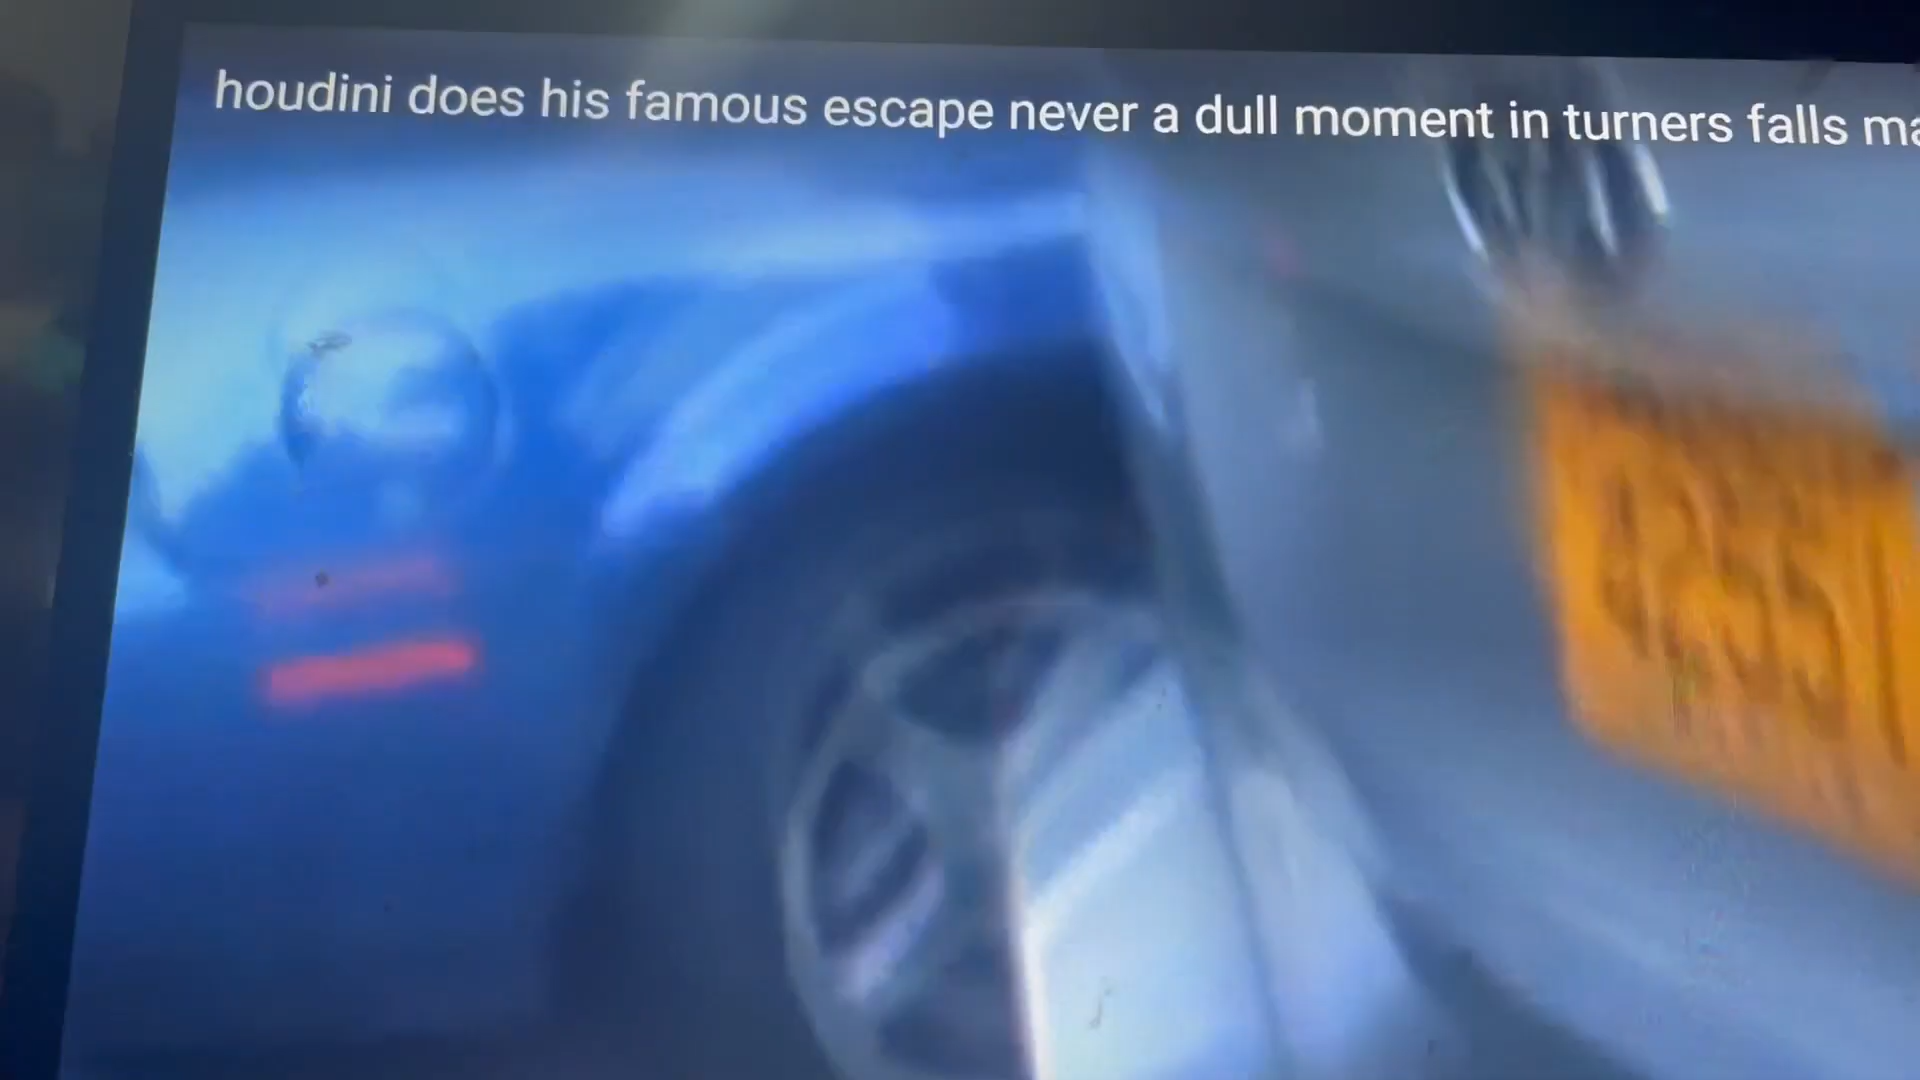 houdini does his famous escape never a dull moment in turners falls